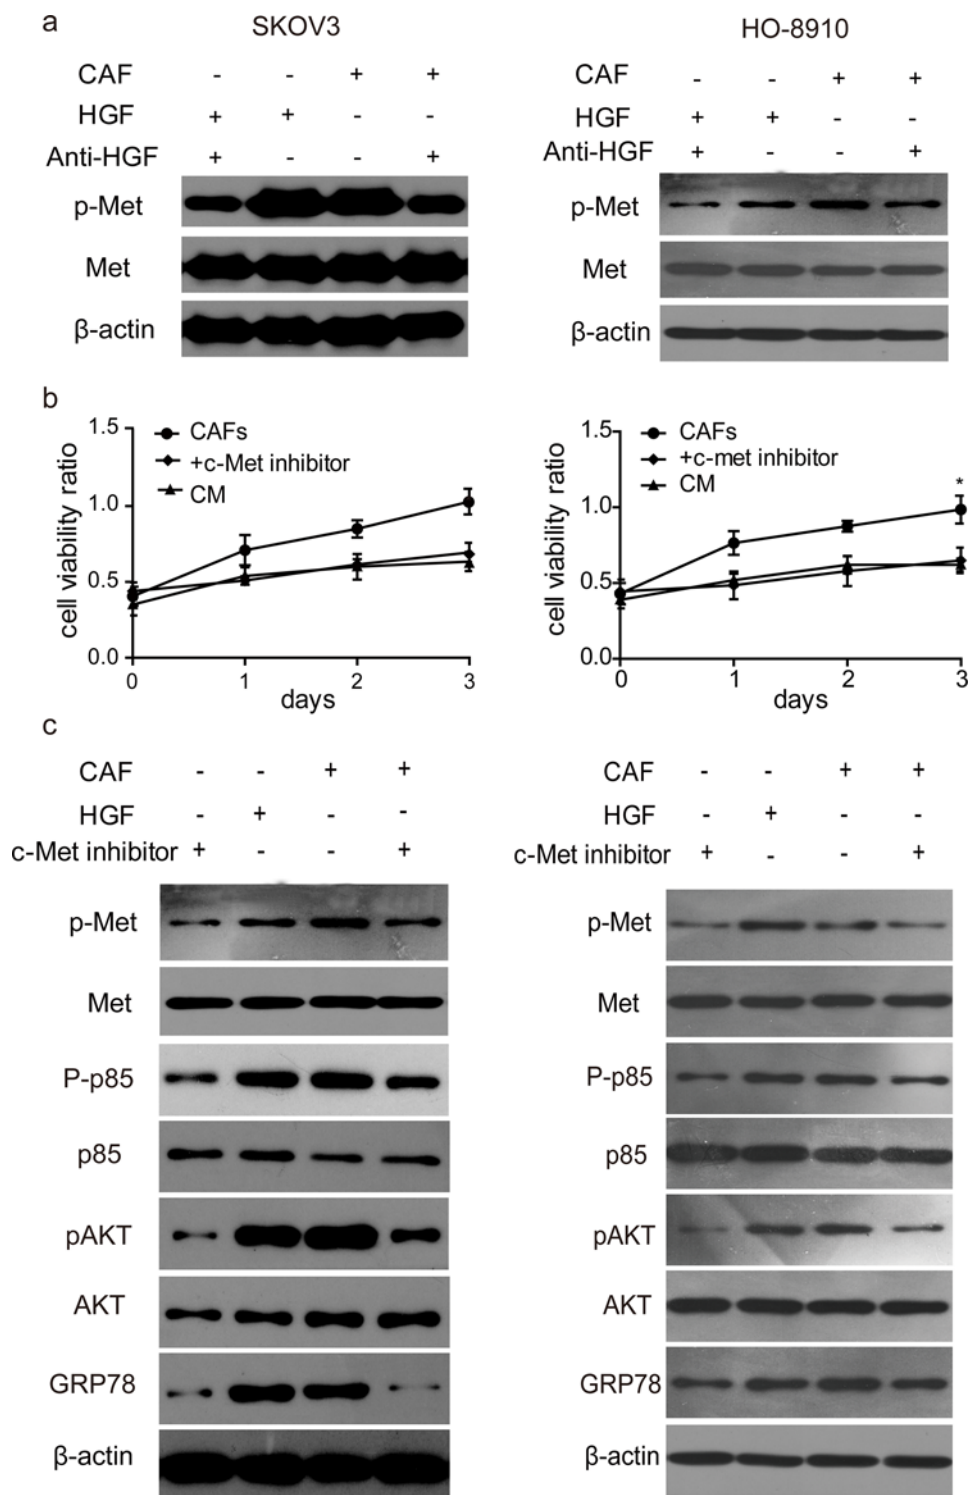 a
SKOV3
CAF - - + +
HGF + + - -
Anti-HGF + - - +
p-Met
Met
β-actin
HO-8910
CAF - - + +
HGF + + - -
Anti-HGF + - - +
p-Met
Met
β-actin
b
cell viability ratio
1.5
1.0
0.5
0.0
CAFs
+c-Met inhibitor
CM
0 1 2 3
days
cell viability ratio
1.5
1.0
0.5
0.0
CAFs
+c-met inhibitor
CM
*
0 1 2 3
days
c
CAF - - + +
HGF - + - -
c-Met inhibitor + - - +
p-Met
Met
P-p85
p85
pAKT
AKT
GRP78
β-actin
CAF - - + +
HGF - + - -
c-Met inhibitor + - - +
p-Met
Met
P-p85
p85
pAKT
AKT
GRP78
β-actin